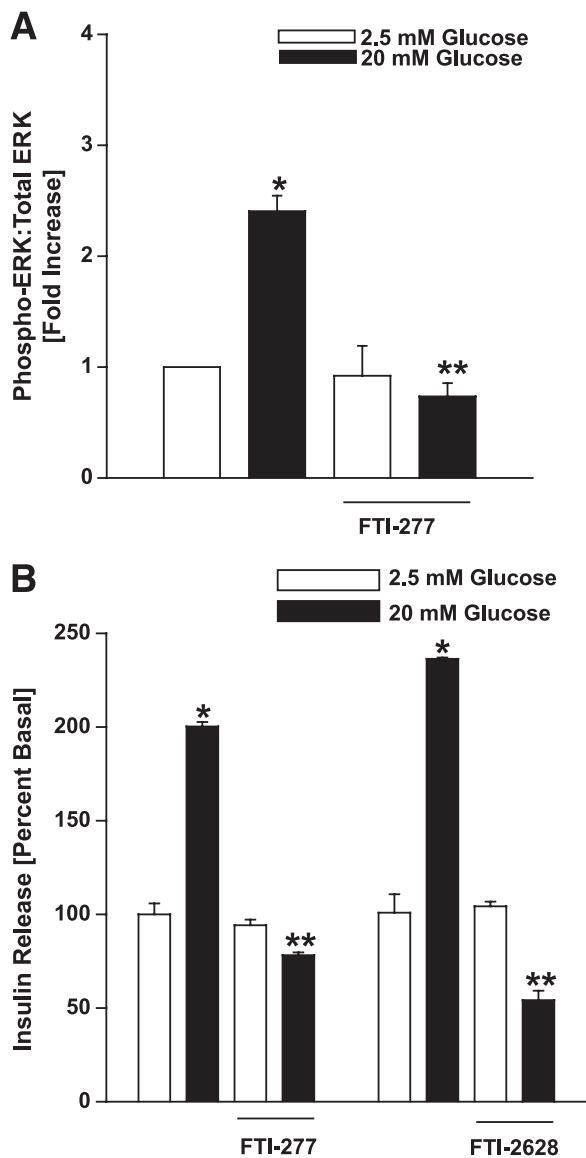 A
2.5 mM Glucose
20 mM Glucose
Phospho-ERK:Total ERK
[Fold Increase]
4
3
2
1
0
*
**
FTI-277
B
2.5 mM Glucose
20 mM Glucose
Insulin Release [Percent Basal]
250
200
150
100
50
0
*
**
*
**
FTI-277
FTI-2628